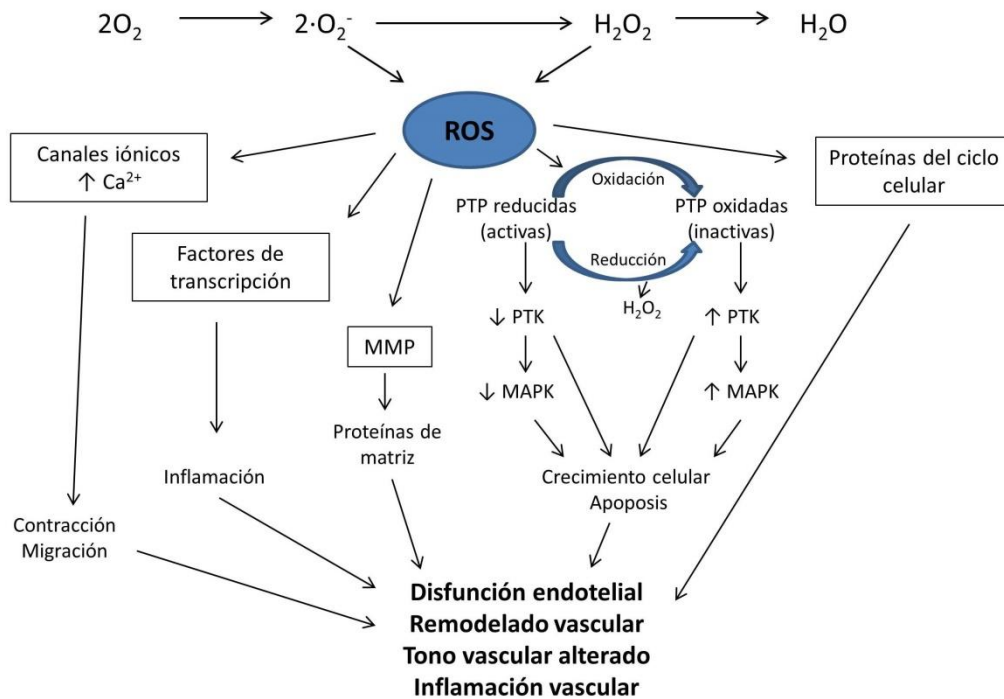 2O₂ 2·O₂⁻ H₂O₂ H₂O
ROS
Canales iónicos
↑ Ca²⁺
Factores de
transcripción
MMP
Proteínas de
matriz
Inflamación
Contracción
Migración
Oxidación
PTP reducidas
(activas)
PTP oxidadas
(inactivas)
Reducción
H₂O₂
↓ PTK
↑ PTK
↓ MAPK
↑ MAPK
Crecimiento celular
Apoposis
Proteínas del ciclo
celular
Disfunción endotelial
Remodelado vascular
Tono vascular alterado
Inflamación vascular